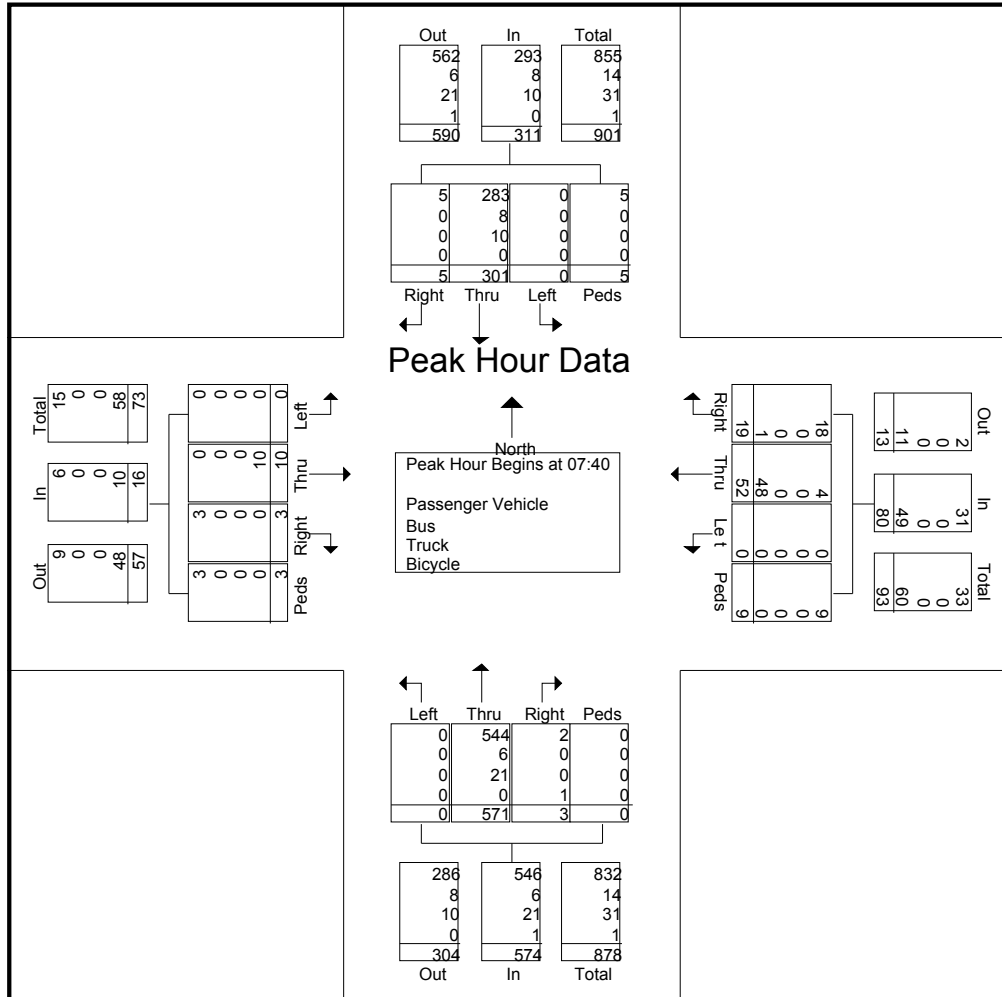 Out In Total
562 293 855
6 8 14
21 10 31
1 0 1
590 311 901
5 283 0 5
0 8 0 0
0 10 0 0
0 0 0 0
5 301 0 5
Right Thru Left Peds
Peak Hour Data
North
Peak Hour Begins at 07:40
Passenger Vehicle
Bus
Truck
Bicycle
Total
15 0 0 58 73
In
6 0 0 10 16
Out
9 0 0 48 57
0 0 0 0 0
Left
0 0 0 10 10
Thru
3 0 0 0 3
Right
3 0 0 0 3
Peds
Right
18 0 0 1 19
Thru
4 0 0 48 52
Le t
0 0 0 0 0
Peds
9 0 0 0 9
Out
2 0 0 11 13
In
31 0 0 49 80
Total
33 0 0 60 93
Left Thru Right Peds
0 544 2 0
0 6 0 0
0 21 0 0
0 0 1 0
0 571 3 0
286 546 832
8 6 14
10 21 31
0 1 1
304 574 878
Out In Total